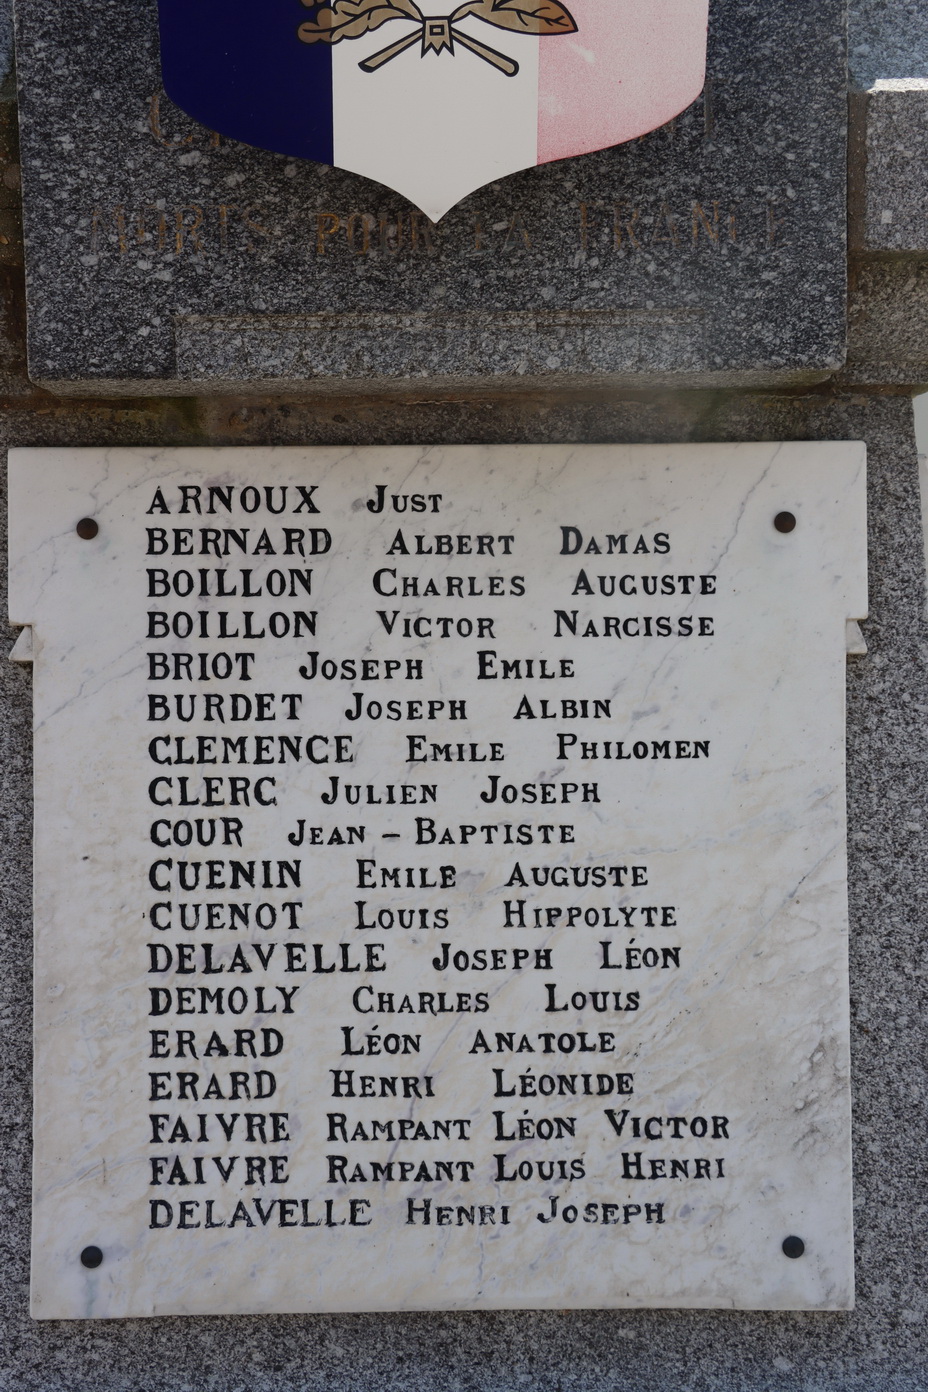 MORTS POUR LA FRANCE
ARNOUX JUST
BERNARD ALBERT DAMAS
BOILLON CHARLES AUGUSTE
BOILLON VICTOR NARCISSE
BRIOT JOSEPH EMILE
BURDET JOSEPH ALBIN
CLEMENCE EMILE PHILOMEN
CLERC JULIEN JOSEPH
COUR JEAN - BAPTISTE
CUENIN EMILE AUGUSTE
CUENOT LOUIS HIPPOLYTE
DELAVELLE JOSEPH LÉON
DEMOLY CHARLES LOUIS
ERARD LÉON ANATOLE
ERARD HENRI LÉONIDE
FAIVRE RAMPANT LÉON VICTOR
FAIVRE RAMPANT LOUIS HENRI
DELAVELLE HENRI JOSEPH